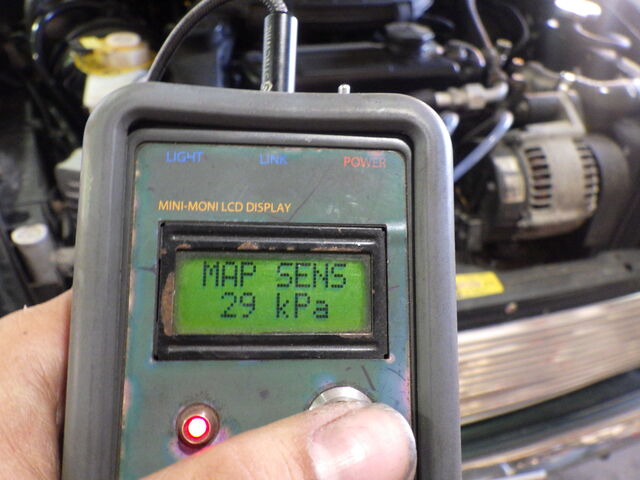 LIGHT LINK POWER
MINI-MONI LCD DISPLAY
MAP SENS
29 kPa